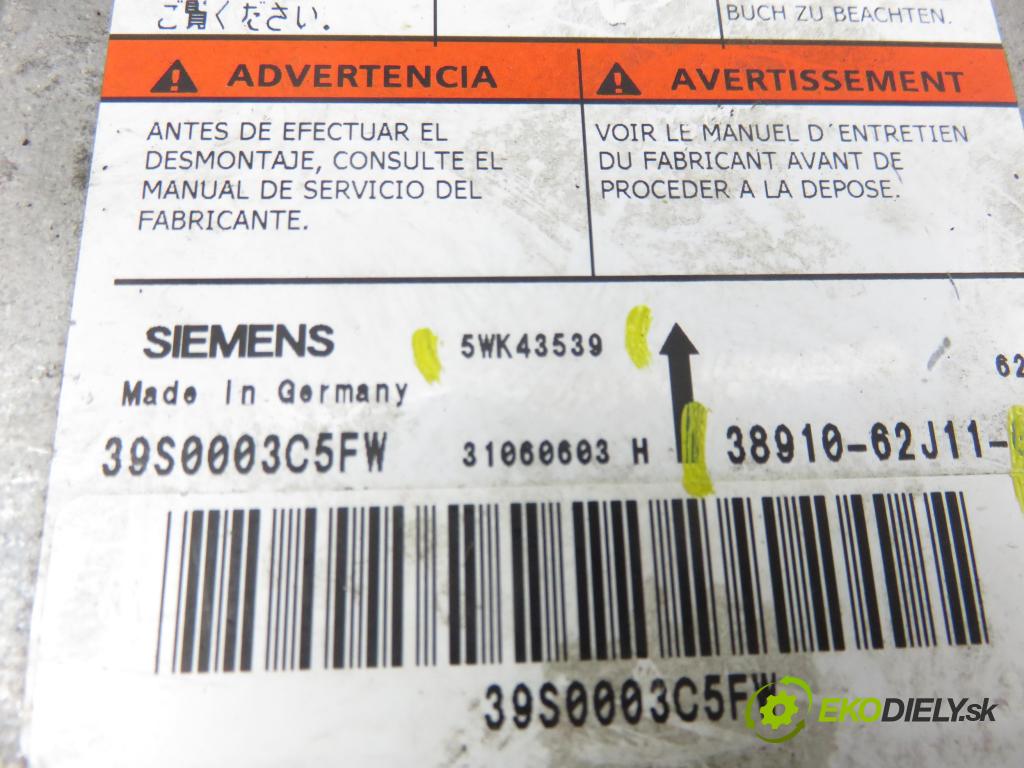 ご覧ください。
BUCH ZU BEACHTEN.
ADVERTENCIA
ANTES DE EFECTUAR EL
DESMONTAJE, CONSULTE EL
MANUAL DE SERVICIO DEL
FABRICANTE.
AVERTISSEMENT
VOIR LE MANUEL D´ENTRETIEN
DU FABRICANT AVANT DE
PROCEDER A LA DEPOSE.
SIEMENS
5WK43539
62
Made In Germany
39S0003C5FW
31060603 H
38910-62J11-
39S0003C5FW
EKODIELY.sk